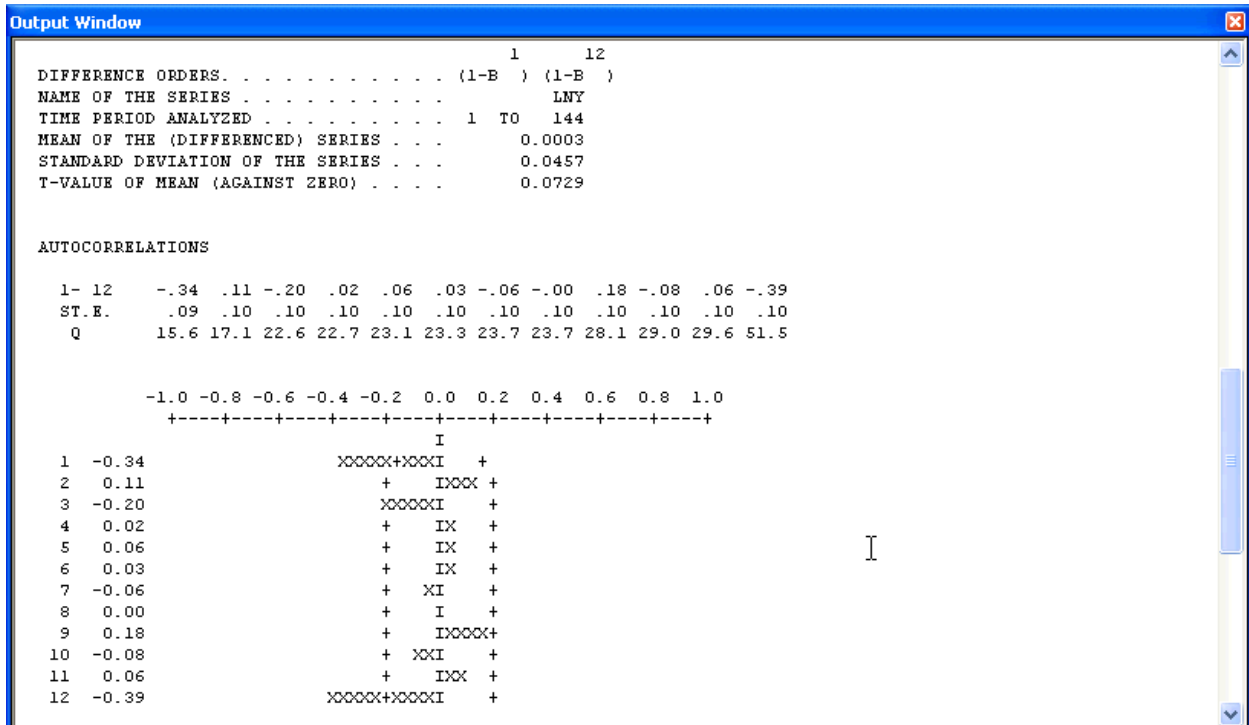 Output Window
                                                  1       12
DIFFERENCE ORDERS. . . . . . . . . . . . (1-B  ) (1-B  )
NAME OF THE SERIES . . . . . . . . . .           LNY
TIME PERIOD ANALYZED . . . . . . . . .  1  TO    144
MEAN OF THE (DIFFERENCED) SERIES . . .        0.0003
STANDARD DEVIATION OF THE SERIES . . .        0.0457
T-VALUE OF MEAN (AGAINST ZERO) . . . .        0.0729
AUTOCORRELATIONS
  1- 12     -.34  .11 -.20  .02  .06  .03 -.06 -.00  .18 -.08  .06 -.39
  ST.E.      .09  .10  .10  .10  .10  .10  .10  .10  .10  .10  .10  .10
   Q        15.6 17.1 22.6 22.7 23.1 23.3 23.7 23.7 28.1 29.0 29.6 51.5
           -1.0 -0.8 -0.6 -0.4 -0.2  0.0  0.2  0.4  0.6  0.8  1.0
             +----+----+----+----+----+----+----+----+----+----+
                                      I
  1  -0.34                   XXXXX+XXXI   +
  2   0.11                       +    IXXX +
  3  -0.20                       XXXXXI    +
  4   0.02                       +    IX   +
  5   0.06                       +    IX   +
  6   0.03                       +    IX   +
  7  -0.06                       +   XI    +
  8   0.00                       +    I    +
  9   0.18                       +    IXXXX+
 10  -0.08                       +  XXI    +
 11   0.06                       +    IXX  +
 12  -0.39                  XXXXX+XXXXI    +